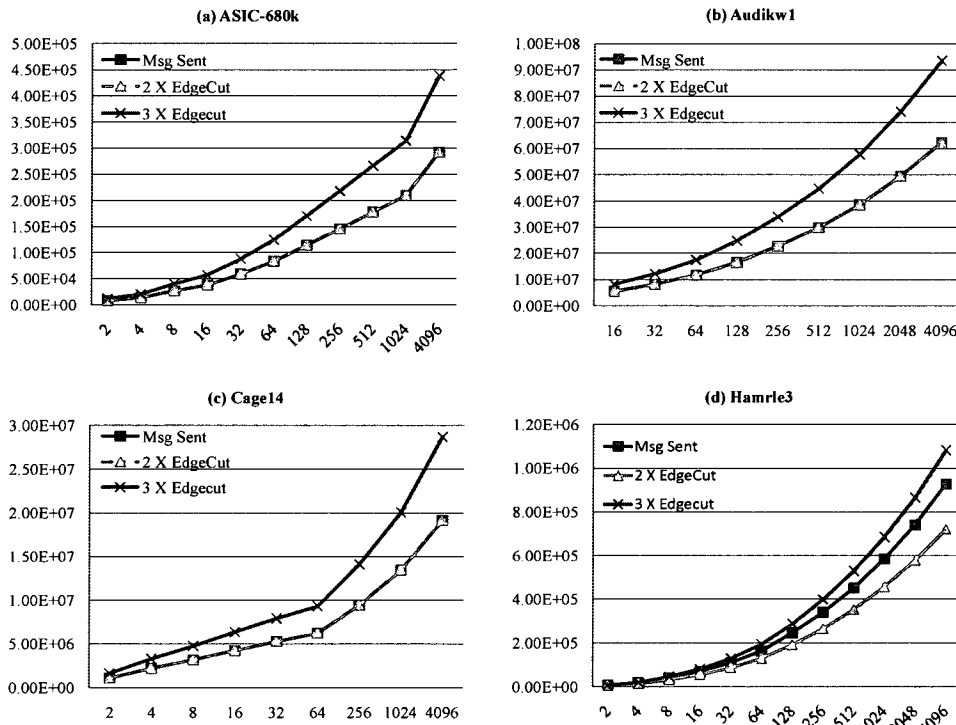 (a) ASIC-680k
5.00E+05
4.50E+05
4.00E+05
3.50E+05
3.00E+05
2.50E+05
2.00E+05
1.50E+05
1.00E+05
5.00E+04
0.00E+00
Msg Sent
2 X EdgeCut
3 X Edgecut
2 4 8 16 32 64 128 256 512 1024 4096
(b) Audikw1
1.00E+08
9.00E+07
8.00E+07
7.00E+07
6.00E+07
5.00E+07
4.00E+07
3.00E+07
2.00E+07
1.00E+07
0.00E+00
Msg Sent
2 X EdgeCut
3 X Edgecut
16 32 64 128 256 512 1024 2048 4096
(c) Cage14
3.00E+07
2.50E+07
2.00E+07
1.50E+07
1.00E+07
5.00E+06
0.00E+00
Msg Sent
2 X EdgeCut
3 X Edgecut
2 4 8 16 32 64 256 1024 4096
(d) Hamrle3
1.20E+06
1.00E+06
8.00E+05
6.00E+05
4.00E+05
2.00E+05
0.00E+00
Msg Sent
2 X EdgeCut
3 X Edgecut
2 4 8 16 32 64 128 256 512 1024 2048 4096